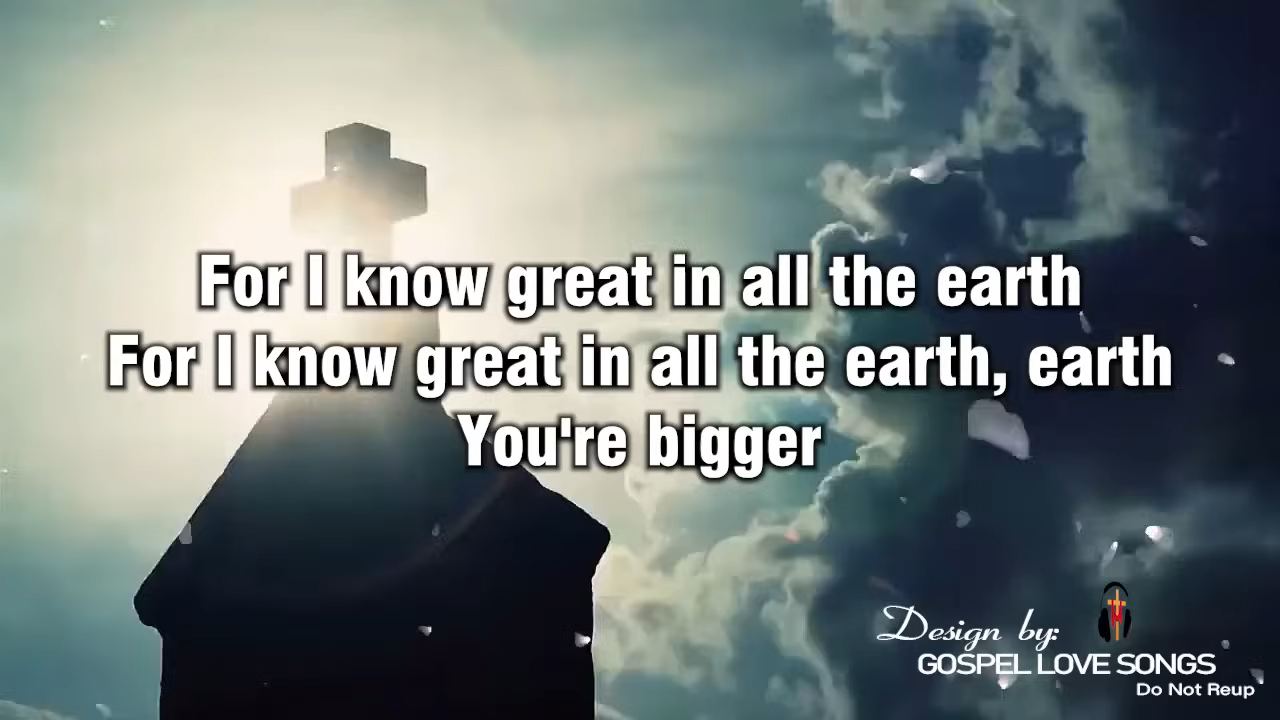 For I know great in all the earth
For I know great in all the earth, earth
You're bigger
Design by:
GOSPEL LOVE SONGS
Do Not Reup